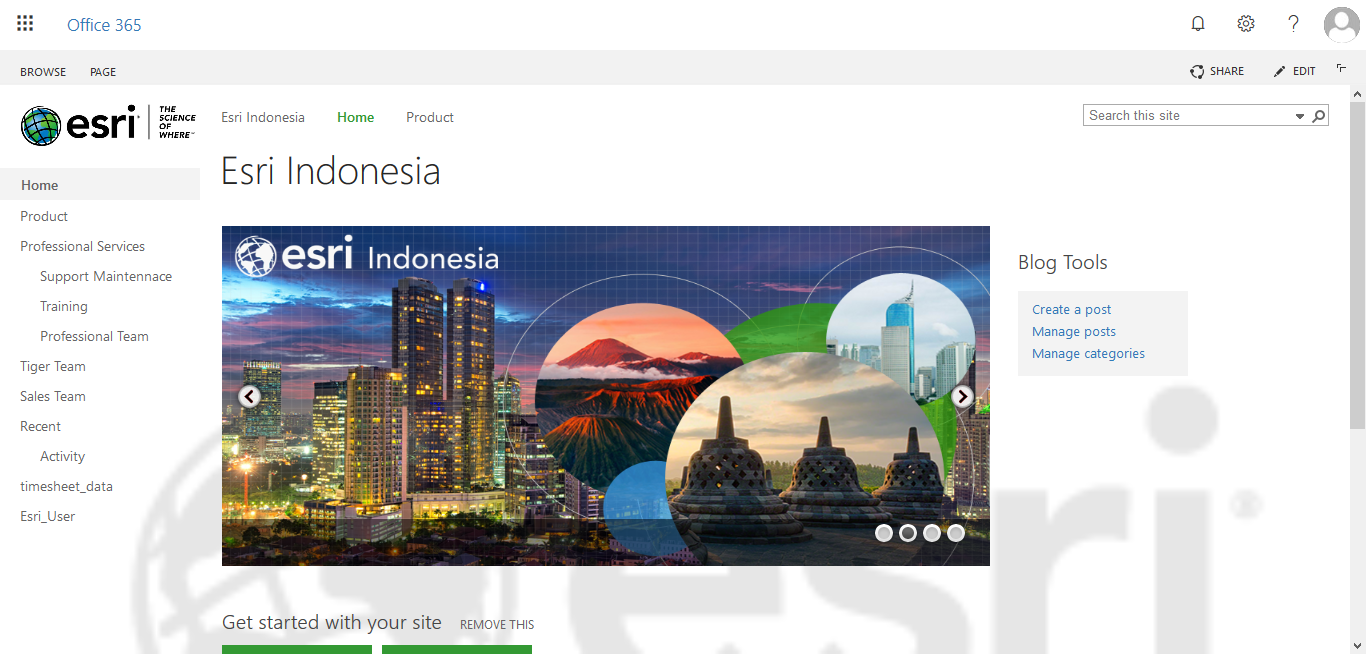 Office 365
BROWSE PAGE
SHARE EDIT
esri THE SCIENCE OF WHERE™
Esri Indonesia Home Product
Search this site
Esri Indonesia
Home
Product
Professional Services
Support Maintennace
Training
Professional Team
Tiger Team
Sales Team
Recent
Activity
timesheet_data
Esri_User
esri Indonesia
Blog Tools
Create a post
Manage posts
Manage categories
esri®
Get started with your site REMOVE THIS